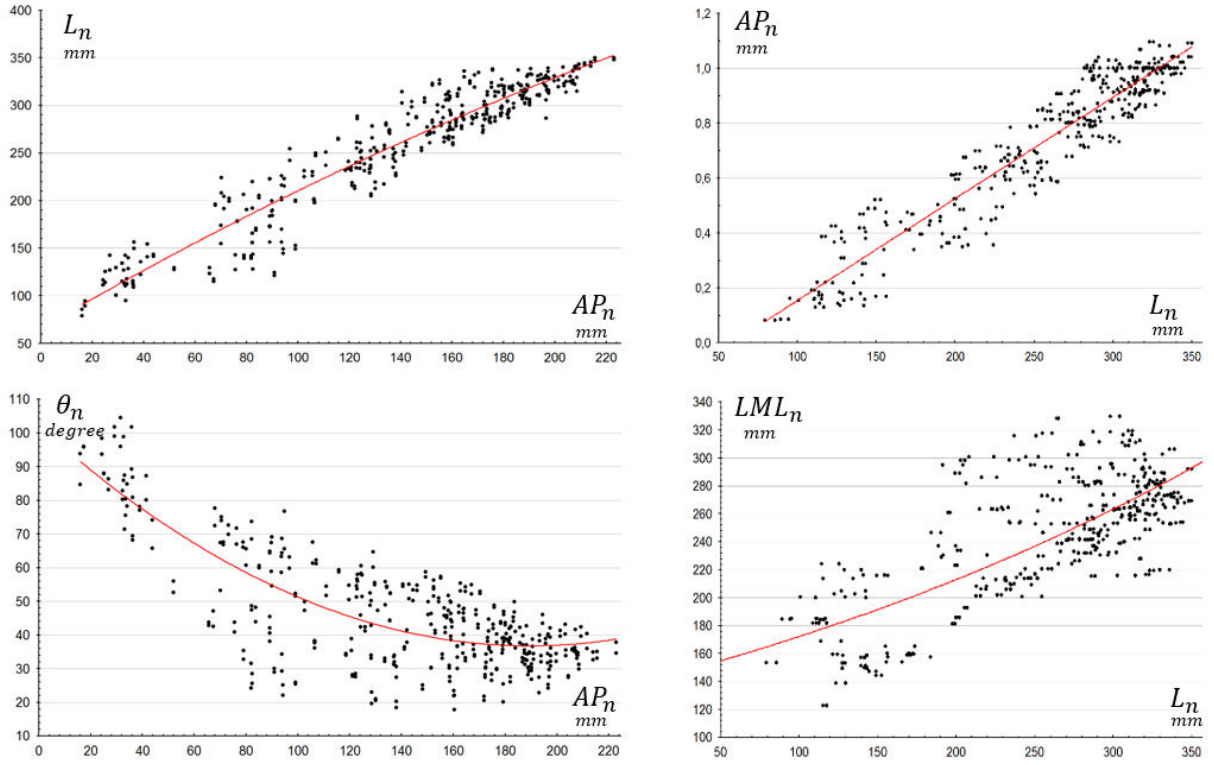 400
L_n
mm
350
300
250
200
150
100
50
AP_n
mm
0 20 40 60 80 100 120 140 160 180 200 220
1,2
AP_n
mm
1,0
0,8
0,6
0,4
0,2
0,0
L_n
mm
50 100 150 200 250 300 350
110
θ_n
degree
100
90
80
70
60
50
40
30
20
10
AP_n
mm
0 20 40 60 80 100 120 140 160 180 200 220
340
LML_n
mm
320
300
280
260
240
220
200
180
160
140
120
100
L_n
mm
50 100 150 200 250 300 350